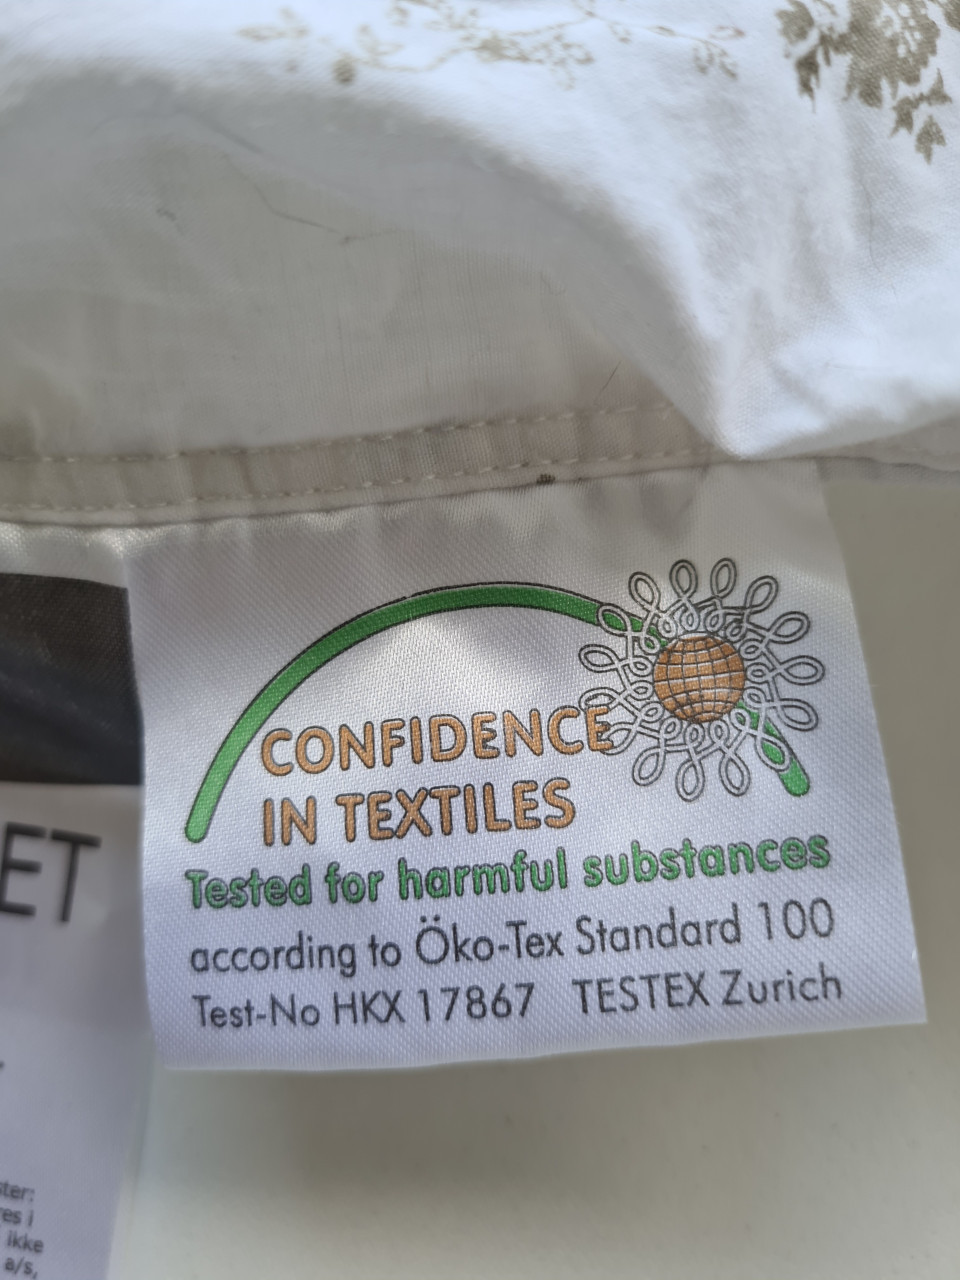 CONFIDENCE
IN TEXTILES
Tested for harmful substances
according to Öko-Tex Standard 100
Test-No HKX 17867 TESTEX Zurich
ET
ster:
res i
ikke
a/s,